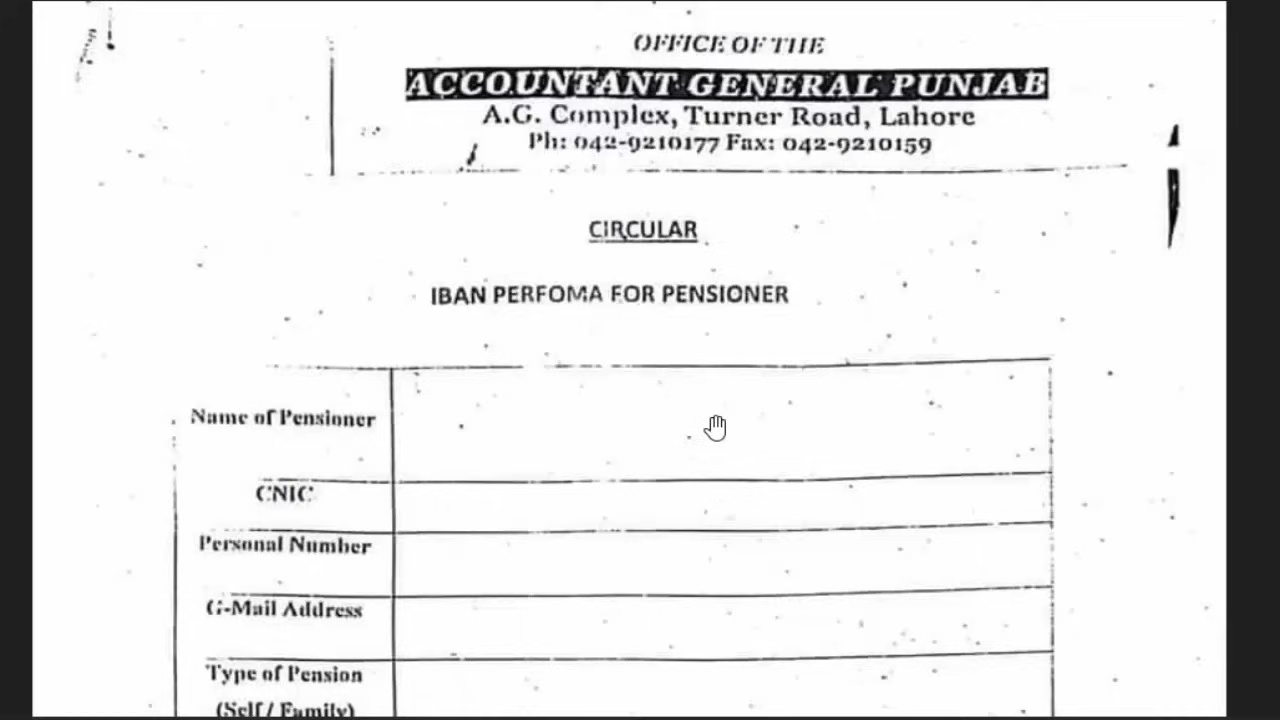 OFFICE OF THE
ACCOUNTANT GENERAL PUNJAB
A.G. Complex, Turner Road, Lahore
Ph: 042-9210177 Fax: 042-9210159
CIRCULAR
IBAN PERFOMA FOR PENSIONER
Name of Pensioner
CNIC
Personal Number
G-Mail Address
Type of Pension
(Self / Family)